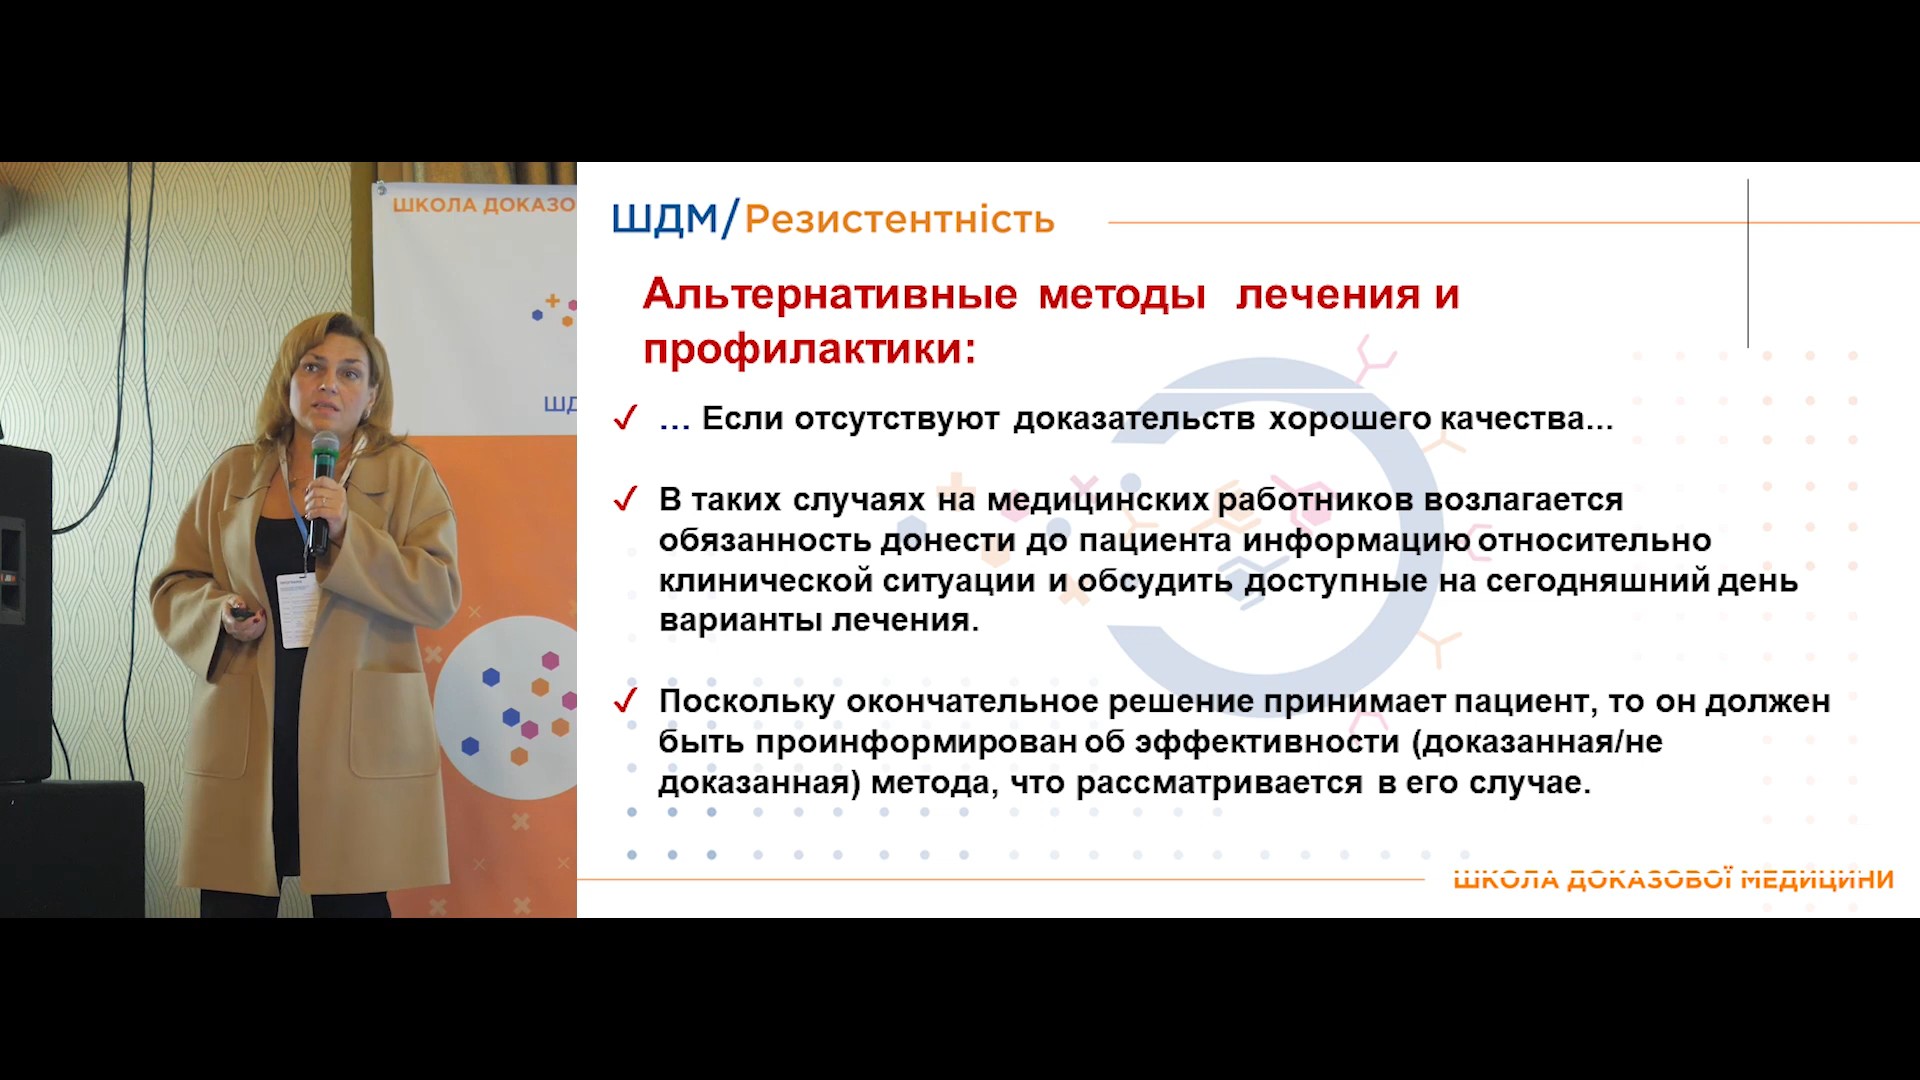 ШКОЛА ДОКАЗО
ШД
ШДМ/Резистентність
Альтернативные методы лечения и
профилактики:
✓ … Если отсутствуют доказательств хорошего качества...
✓ В таких случаях на медицинских работников возлагается
обязанность донести до пациента информацию относительно
клинической ситуации и обсудить доступные на сегодняшний день
варианты лечения.
✓ Поскольку окончательное решение принимает пациент, то он должен
быть проинформирован об эффективности (доказанная/не
доказанная) метода, что рассматривается в его случае.
ШКОЛА ДОКАЗОВОЇ МЕДИЦИНИ